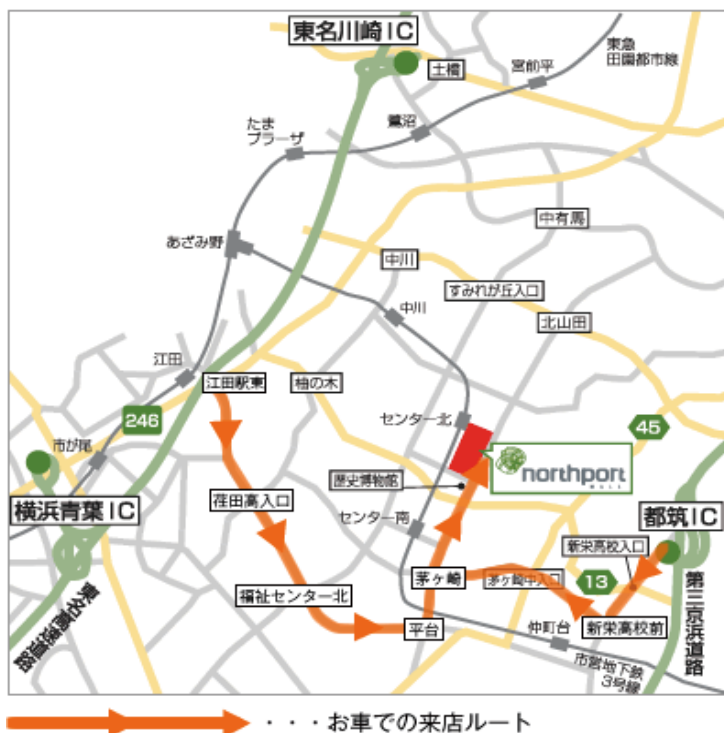 東名川崎IC
土橋
宮前平
東急
田園都市線
鷺沼
たま
プラーザ
中有馬
あざみ野
中川
すみれが丘入口
中川
北山田
江田
江田駅東
柚の木
センター北
246
45
市が尾
northport
MALL
歴史博物館
荏田高入口
横浜青葉IC
センター南
都筑IC
新栄高校入口
茅ヶ崎
茅ケ崎中入口
13
福祉センター北
平台
仲町台
新栄高校前
東名高速道路
第三京浜道路
市営地下鉄
3号線
・・・お車での来店ルート